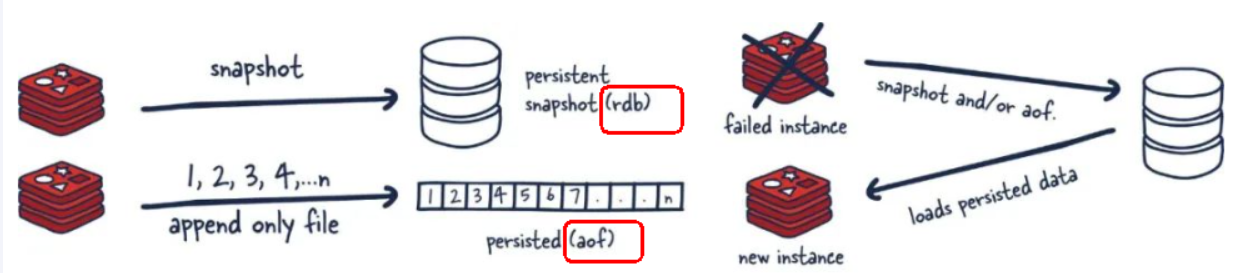 snapshot
persistent
snapshot (rdb)
1, 2, 3, 4,...n
append only file
1 2 3 4 5 6 7 . . . n
persisted (aof)
failed instance
snapshot and/or aof.
loads persisted data
new instance